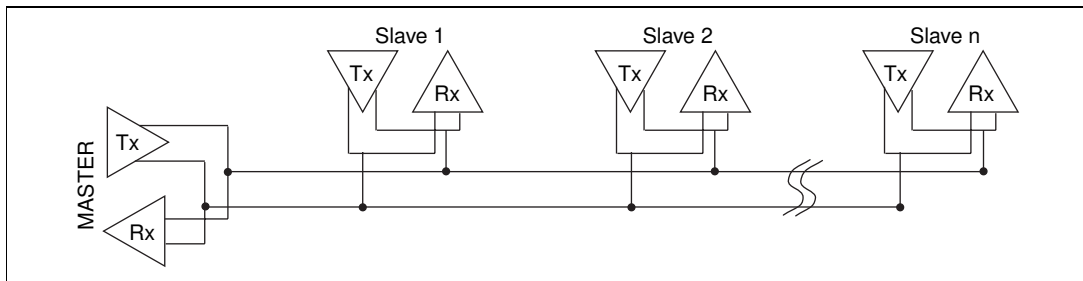 Slave 1
Slave 2
Slave n
Tx
Rx
Tx
Rx
Tx
Rx
MASTER
Tx
Rx